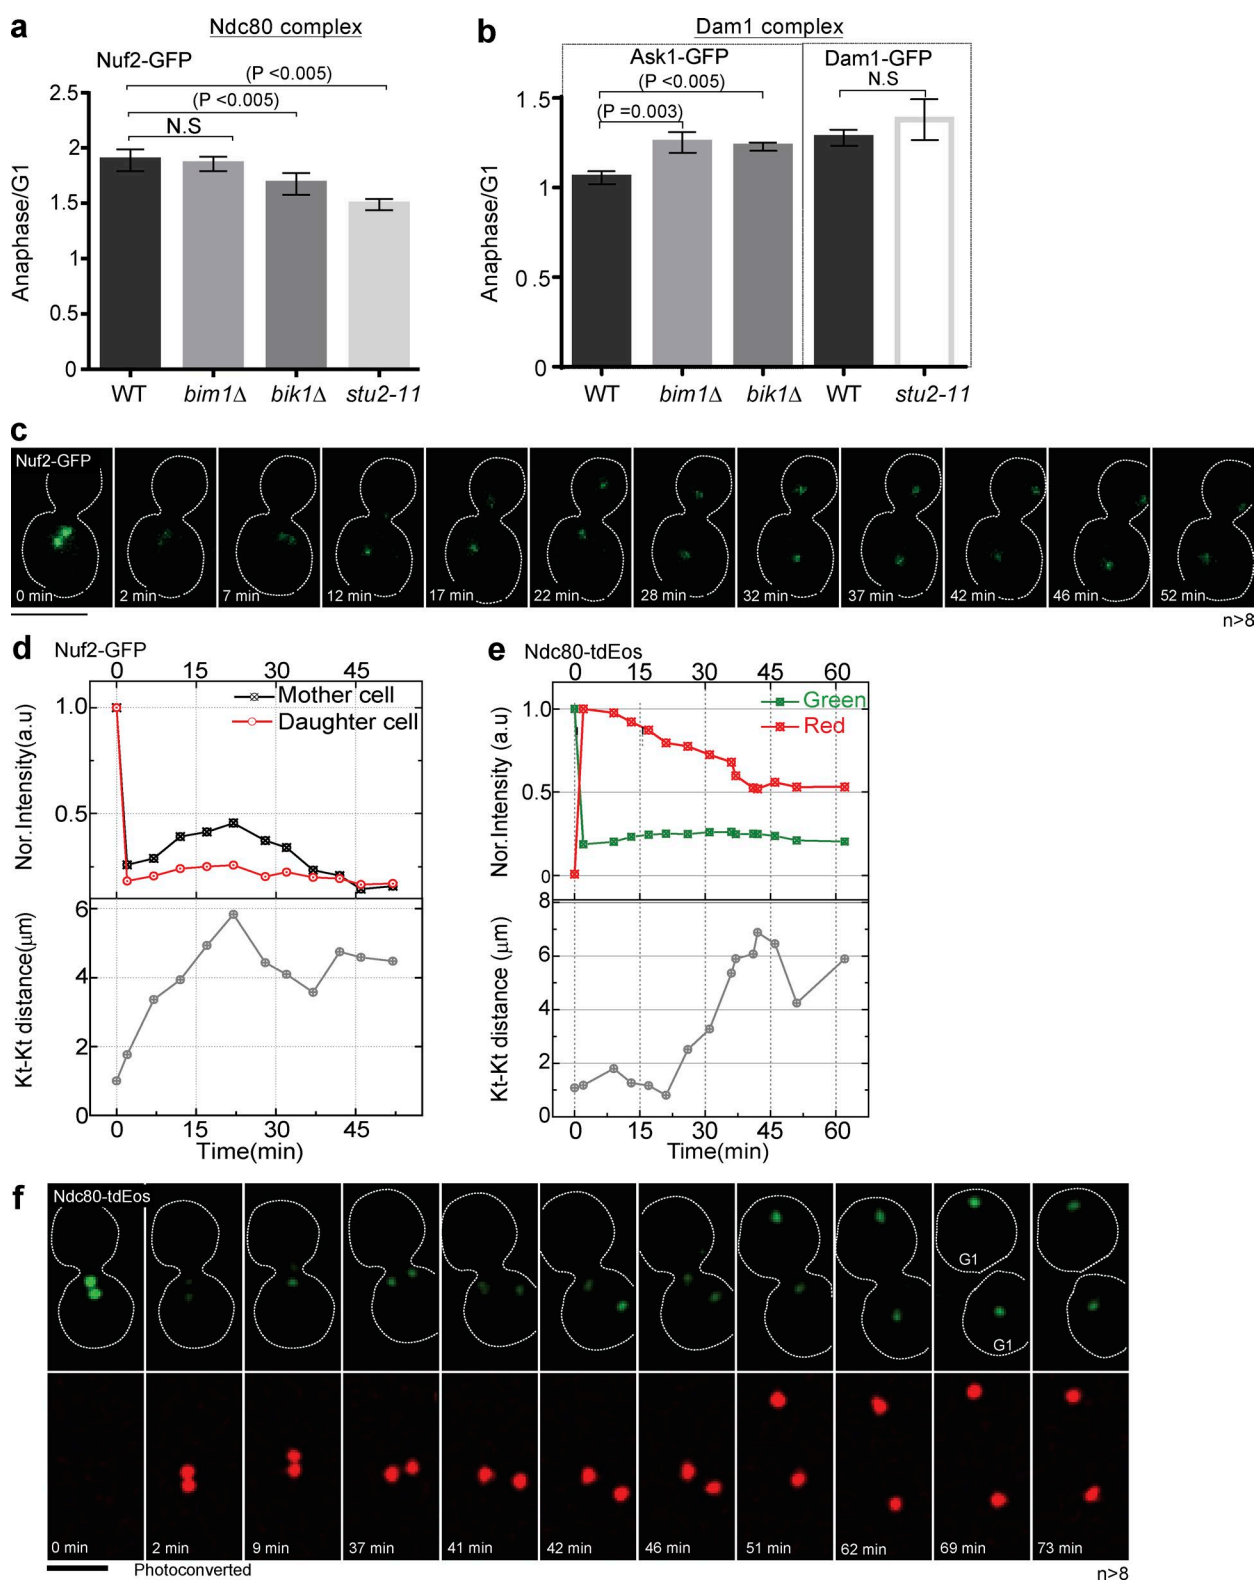 a
Ndc80 complex
Nuf2-GFP
(P <0.005)
(P <0.005)
N.S
2.5
2
1.5
1
0.5
0
Anaphase/G1
WT bim1Δ bik1Δ stu2-11
b
Dam1 complex
Ask1-GFP Dam1-GFP
(P <0.005) N.S
(P =0.003)
1.5
1
0.5
0
Anaphase/G1
WT bim1Δ bik1Δ WT stu2-11
c
Nuf2-GFP
0 min 2 min 7 min 12 min 17 min 22 min 28 min 32 min 37 min 42 min 46 min 52 min
n>8
d Nuf2-GFP
0 15 30 45
Mother cell
Daughter cell
1.0
0.5
Nor.Intensity(a.u)
6
4
2
0
Kt-Kt distance(μm)
0 15 30 45
Time(min)
e Ndc80-tdEos
0 15 30 45 60
Green
Red
1.0
0.5
0
Nor.Intensity (a.u)
8
6
4
2
0
Kt-Kt distance (μm)
0 15 30 45 60
Time(min)
f
Ndc80-tdEos
G1
G1
0 min 2 min 9 min 37 min 41 min 42 min 46 min 51 min 62 min 69 min 73 min
Photoconverted
n>8